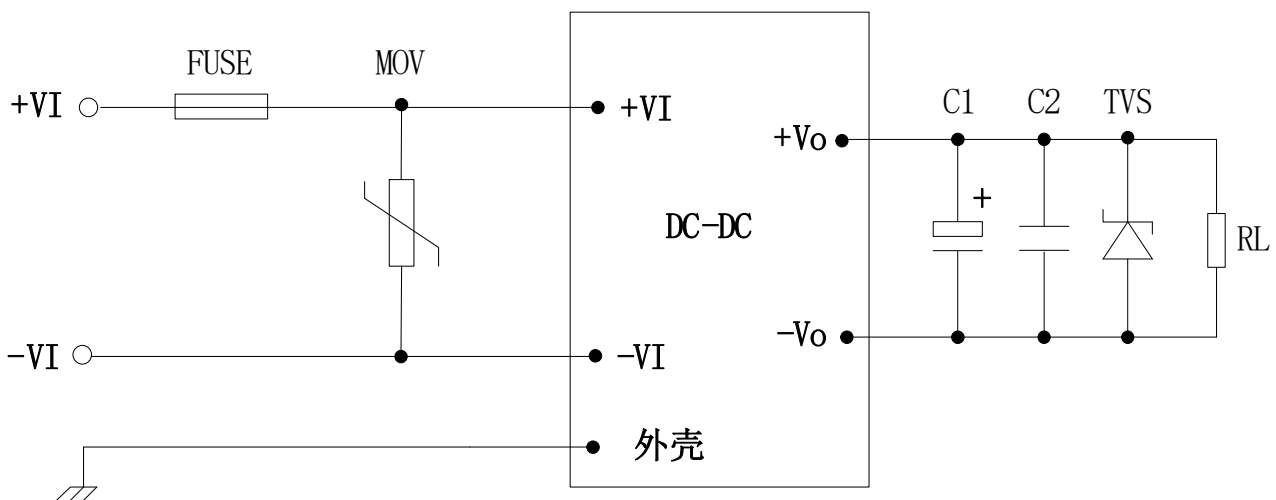 FUSE
MOV
+VI
+VI
C1
C2
TVS
+Vo
+
DC-DC
RL
-Vo
-VI
-VI
外壳